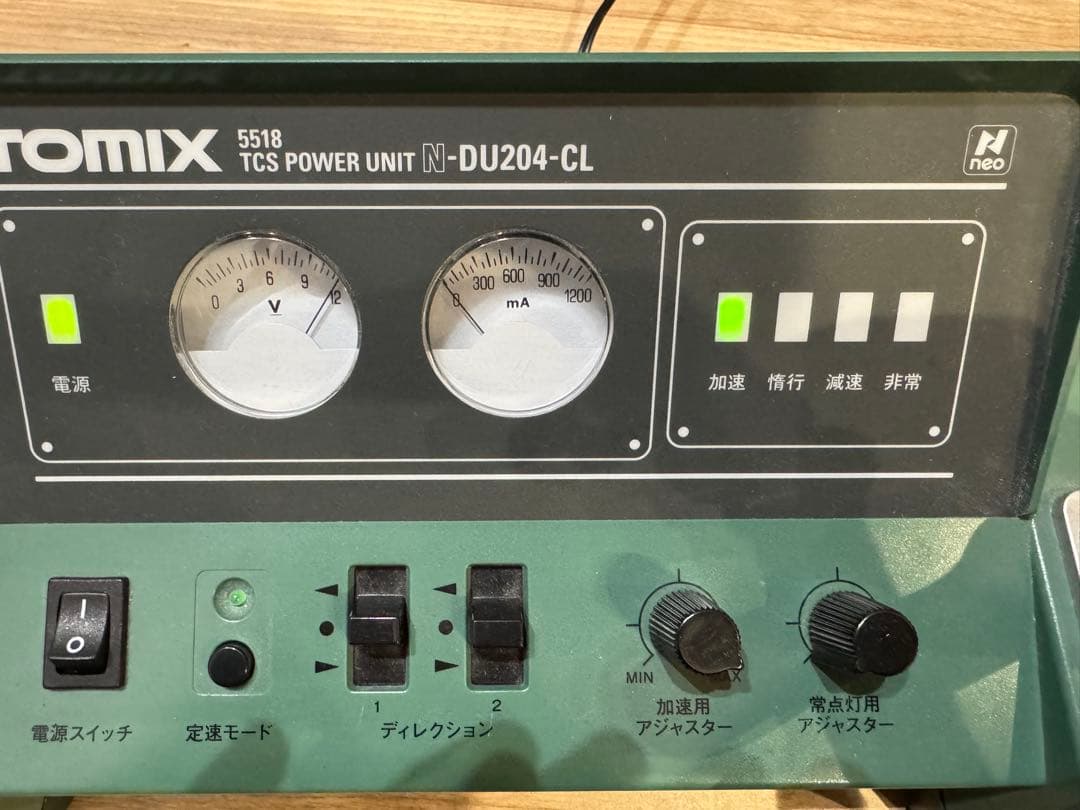 TOMIX
5518
TCS POWER UNIT N-DU204-CL
N
neo
0 3 6 9 12
V
0 300 600 900 1200
mA
電源
加速 惰行 減速 非常
I
O
電源スイッチ
定速モード
1 2
ディレクション
MIN MAX
加速用
アジャスター
常点灯用
アジャスター